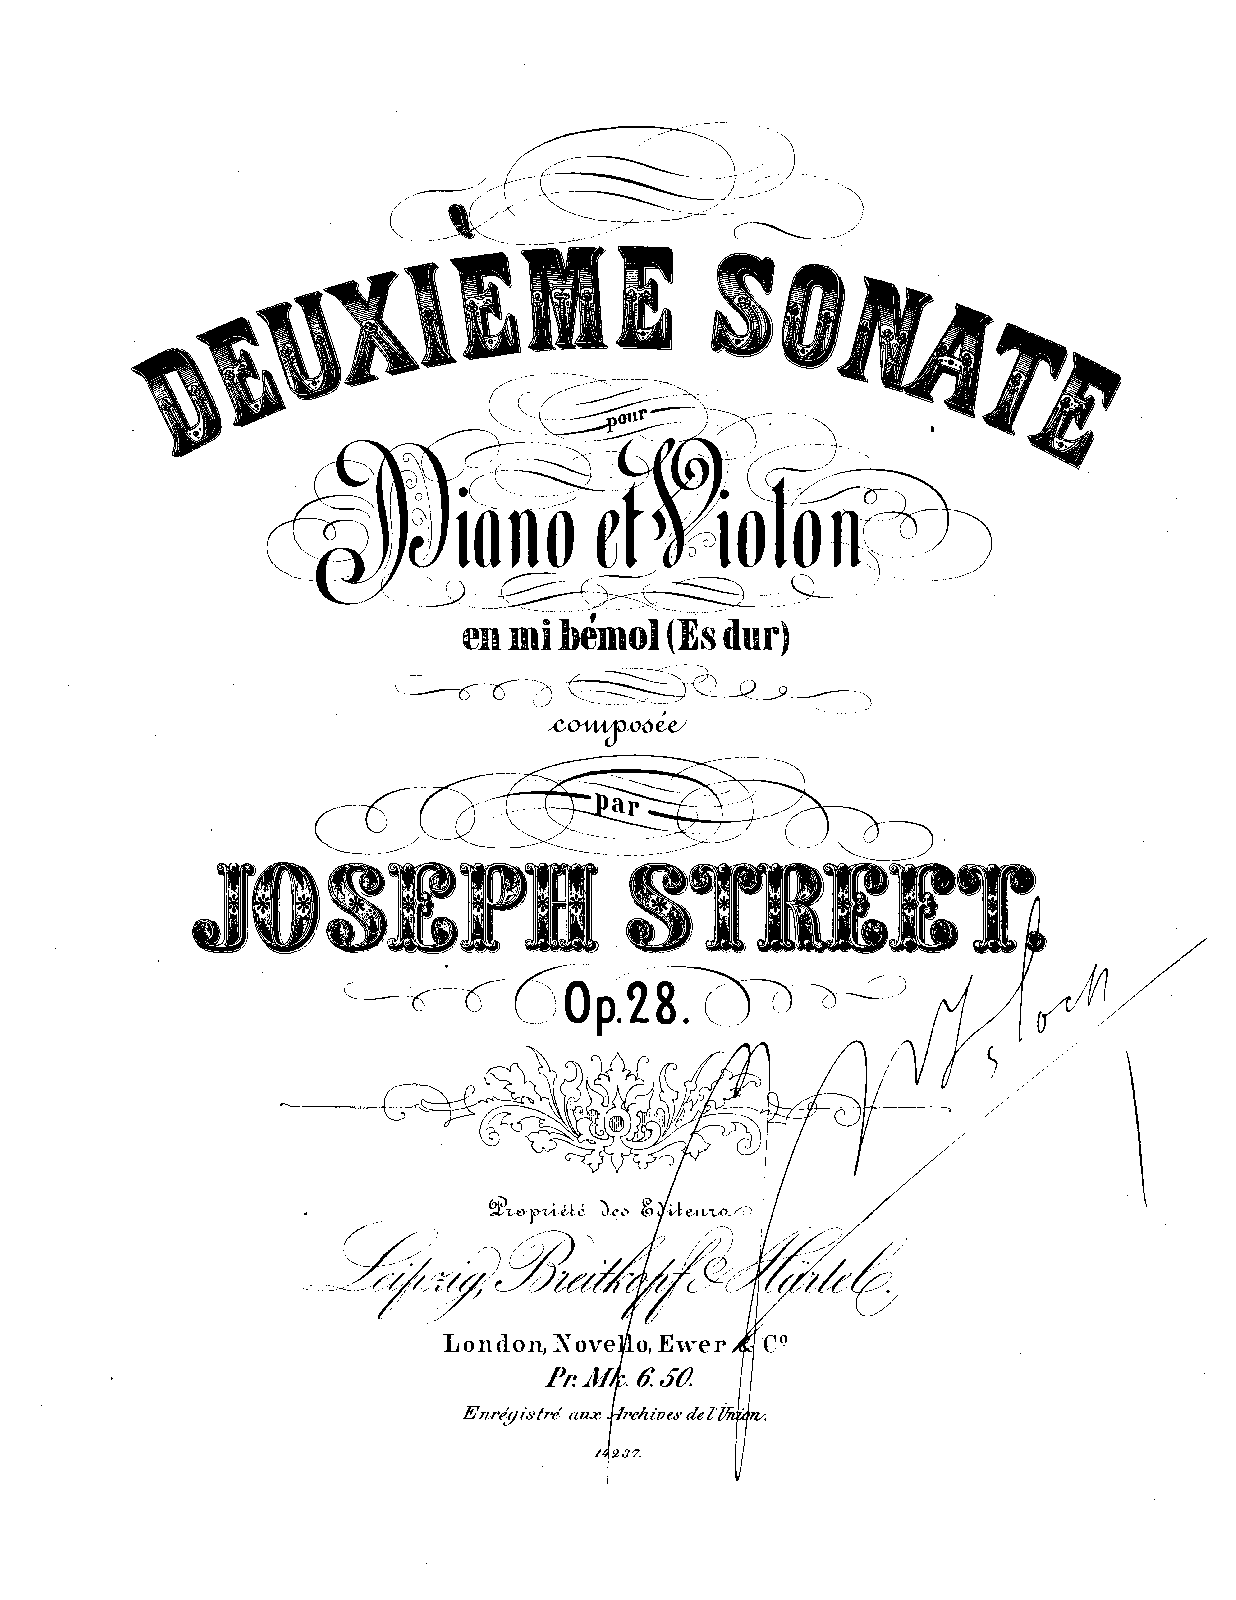 DEUXIÈME SONATE
pour
Piano et Violon
en mi bémol (Es dur)
composée
par
JOSEPH STREET.
Op. 28.
Propriété des Editeurs.
Leipzig, Breitkopf & Härtel.
London, Novello, Ewer & Cº
Pr. Mk. 6. 50.
Enrégistré aux Archives de l'Union.
14237.